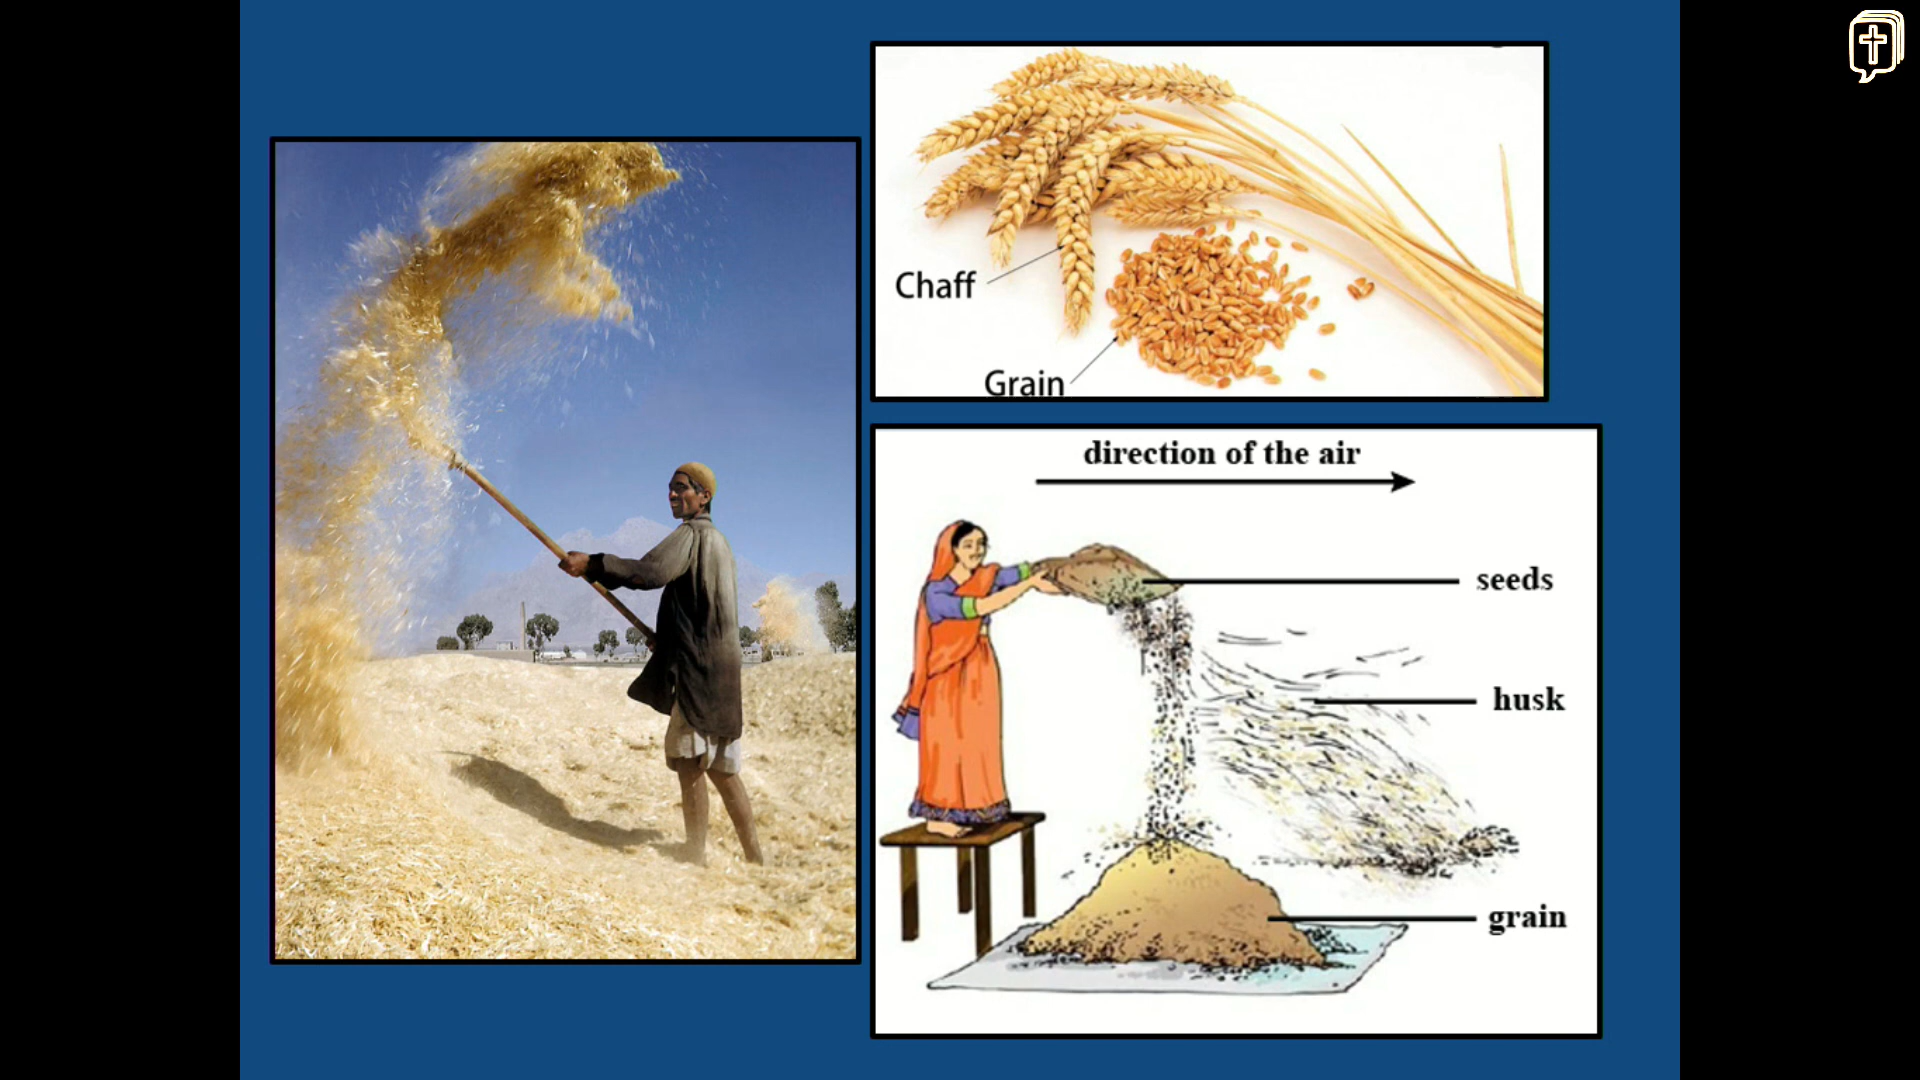 Chaff
Grain
direction of the air
seeds
husk
grain